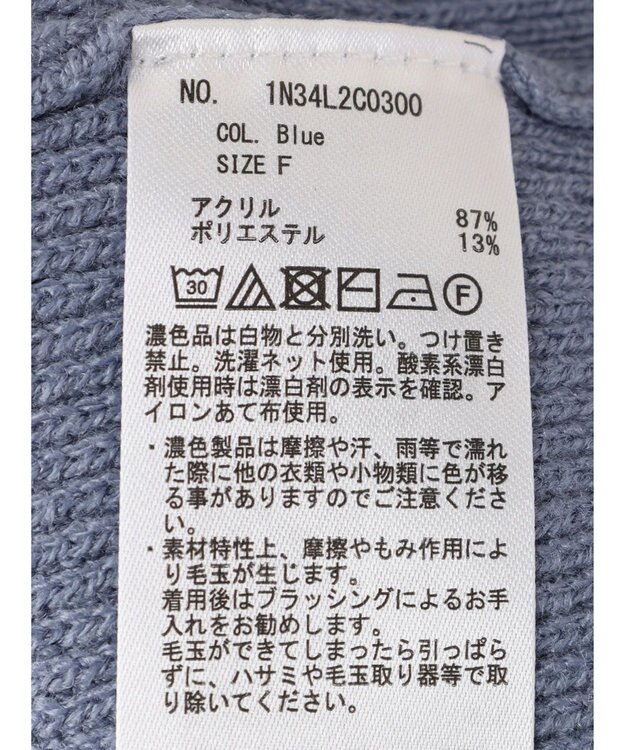 NO. 1N34L2C0300
COL. Blue
SIZE F
アクリル 87%
ポリエステル 13%
30 F
濃色品は白物と分別洗い。つけ置き
禁止。洗濯ネット使用。酸素系漂白
剤使用時は漂白剤の表示を確認。ア
イロンあて布使用。
・濃色製品は摩擦や汗、雨等で濡れ
た際に他の衣類や小物類に色が移
る事がありますのでご注意くださ
い。
・素材特性上、摩擦やもみ作用によ
り毛玉が生じます。
着用後はブラッシングによるお手
入れをお勧めします。
毛玉ができてしまったら引っぱら
ずに、ハサミや毛玉取り器等で取
り除いてください。